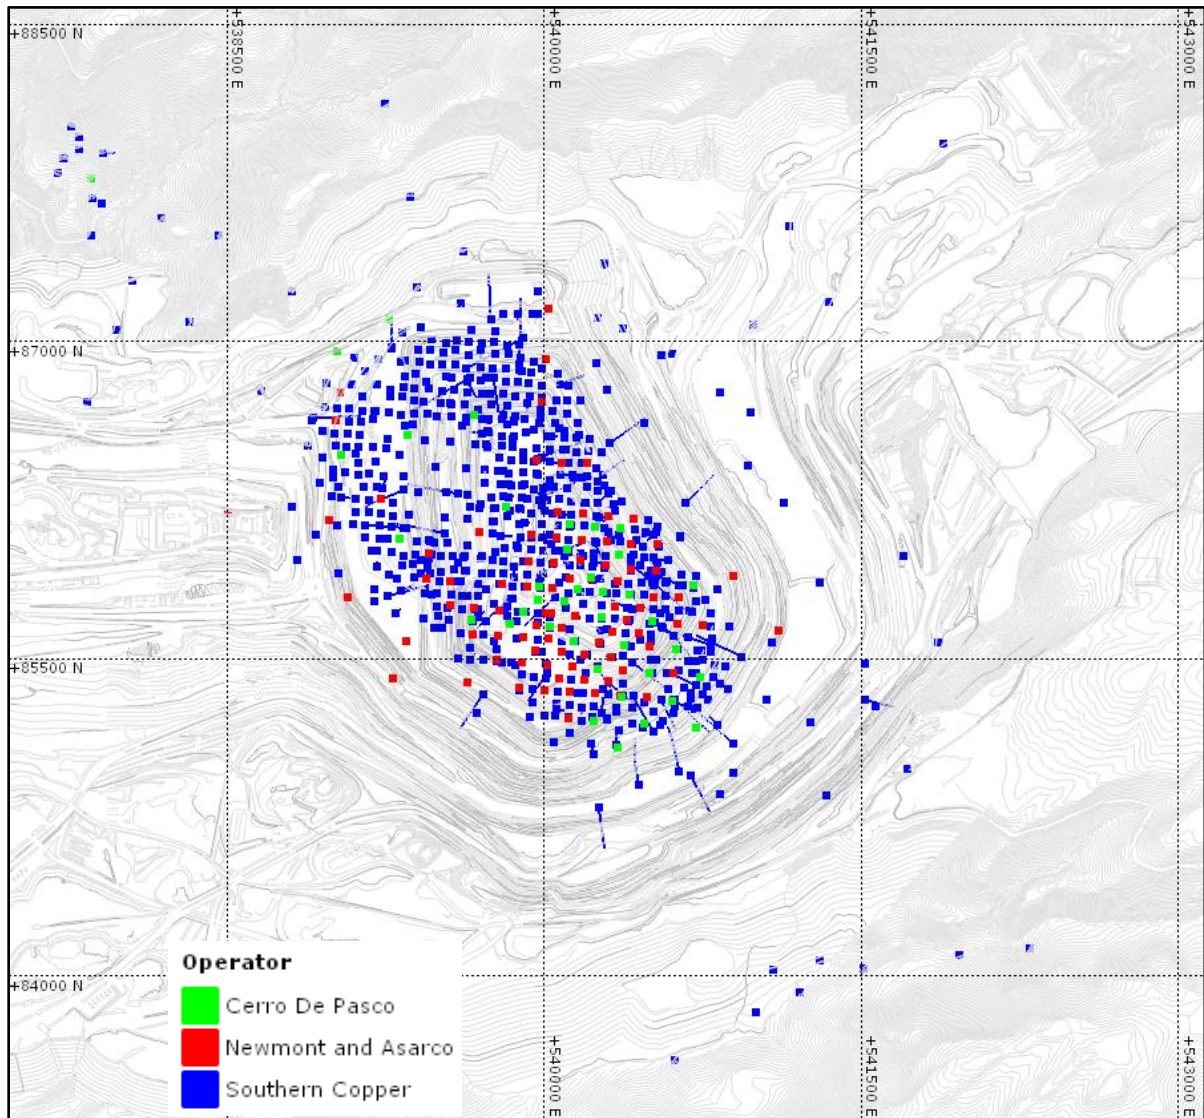 +88500 N
+538500 E
+540000 E
+541500 E
+543000 E
+87000 N
+85500 N
+84000 N
Operator
Cerro De Pasco
Newmont and Asarco
Southern Copper
+540000 E
+541500 E
+543000 E